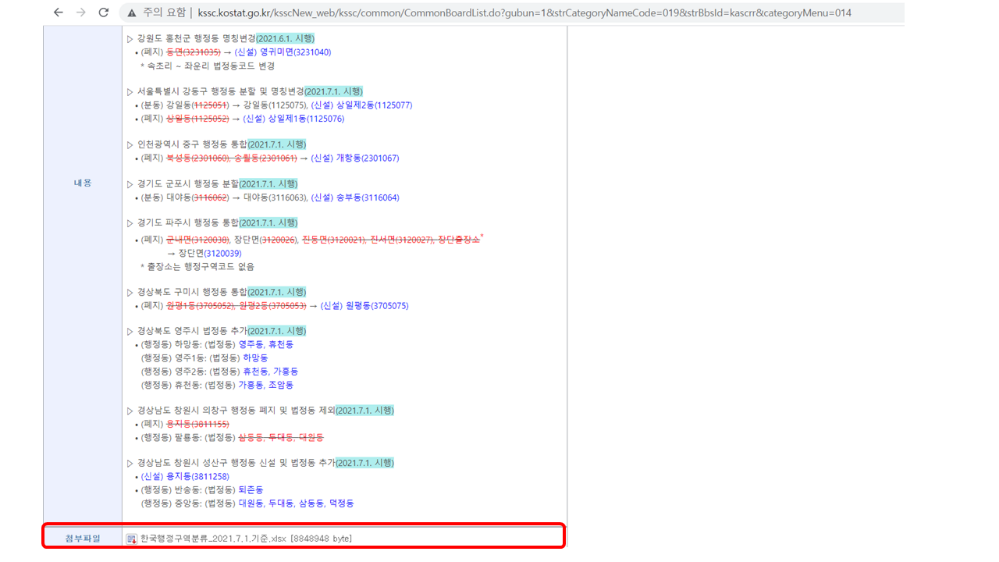 주의 요함 | kssc.kostat.go.kr/ksscNew_web/kssc/common/CommonBoardList.do?gubun=1&strCategoryNameCode=019&strBbsId=kascrr&categoryMenu=014
▷ 강원도 홍천군 행정동 명칭변경(2021.6.1. 시행)
• (폐지) 동면(3231035) → (신설) 영귀미면(3231040)
* 속초리 - 좌운리 법정동코드 변경
▷ 서울특별시 강동구 행정동 분할 및 명칭변경(2021.7.1. 시행)
• (분동) 강일동(1125051) → 강일동(1125075), (신설) 상일제2동(1125077)
• (폐지) 상일동(1125052) → (신설) 상일제1동(1125076)
▷ 인천광역시 중구 행정동 통합(2021.7.1. 시행)
• (폐지) 북성동(2301060), 송월동(2301061) → (신설) 개항동(2301067)
내용
▷ 경기도 군포시 행정동 분할(2021.7.1. 시행)
• (분동) 대야동(3116062) → 대야동(3116063), (신설) 송부동(3116064)
▷ 경기도 파주시 행정동 통합(2021.7.1. 시행)
• (폐지) 군내면(3120038), 장단면(3120026), 진동면(3120021), 진서면(3120027), 장단출장소*
→ 장단면(3120039)
* 출장소는 행정구역코드 없음
▷ 경상북도 구미시 행정동 통합(2021.7.1. 시행)
• (폐지) 원평1동(3705052), 원평2동(3705053) → (신설) 원평동(3705075)
▷ 경상북도 영주시 법정동 추가(2021.7.1. 시행)
• (행정동) 하망동: (법정동) 영주동, 휴천동
(행정동) 영주1동: (법정동) 하망동
(행정동) 영주2동: (법정동) 휴천동, 가흥동
(행정동) 휴천동: (법정동) 가흥동, 조암동
▷ 경상남도 창원시 의창구 행정동 폐지 및 법정동 제외(2021.7.1. 시행)
• (폐지) 용지동(3811155)
• (행정동) 팔룡동: (법정동) 삼동동, 두대동, 대원동
▷ 경상남도 창원시 성산구 행정동 신설 및 법정동 추가(2021.7.1. 시행)
• (신설) 용지동(3811258)
• (행정동) 반송동: (법정동) 퇴촌동
(행정동) 중앙동: (법정동) 대원동, 두대동, 삼동동, 덕정동
첨부파일 한국행정구역분류_2021.7.1.기준.xlsx [8848948 byte]